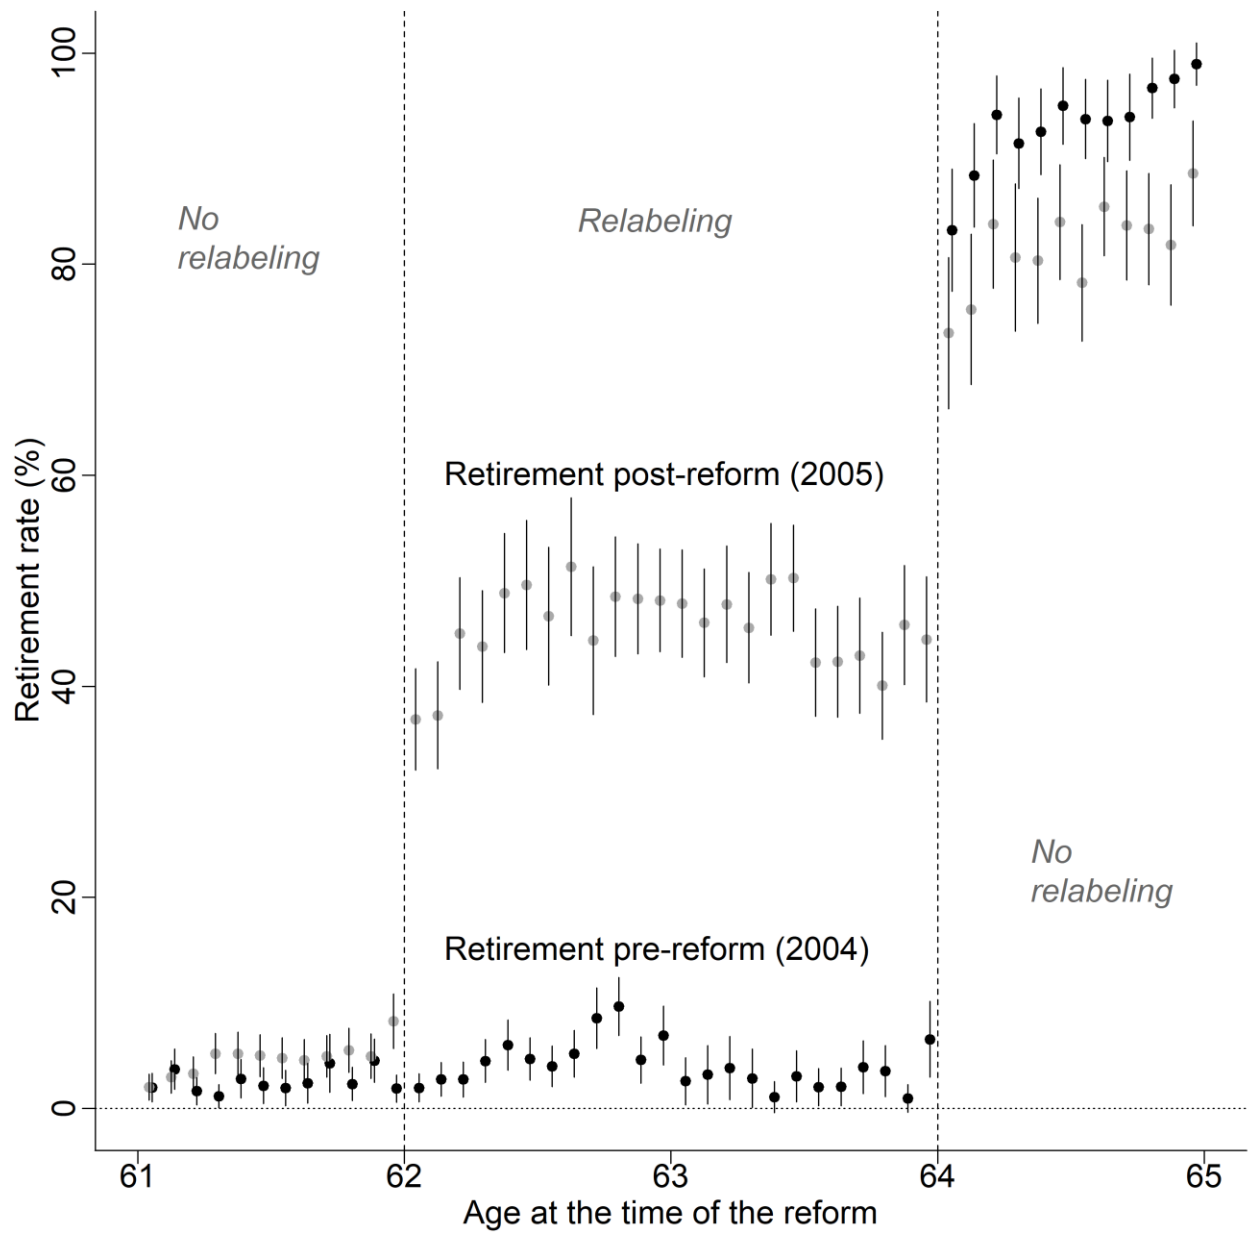 100
80
60
40
20
0
Retirement rate (%)
No
relabeling
Relabeling
Retirement post-reform (2005)
No
relabeling
Retirement pre-reform (2004)
61
62
63
64
65
Age at the time of the reform